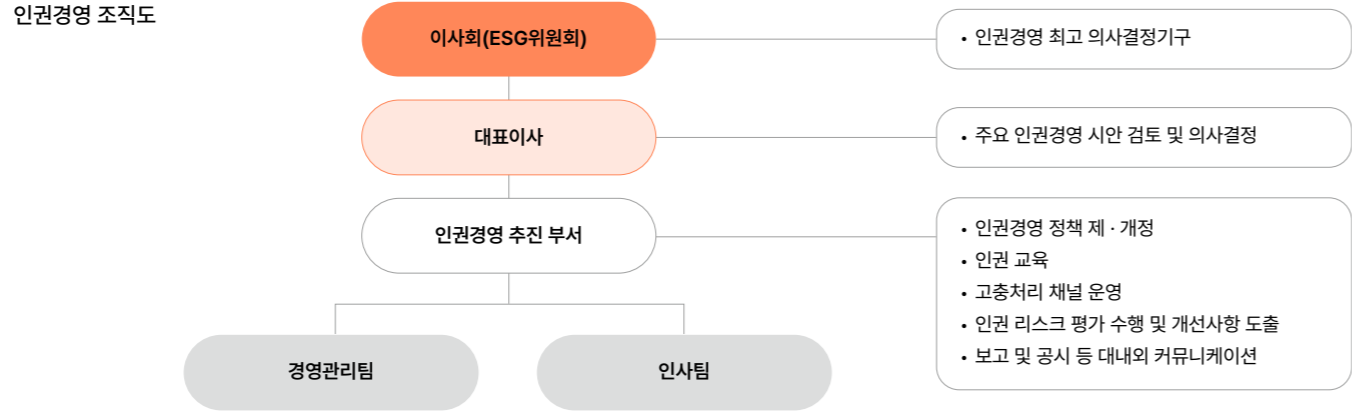 인권경영 조직도
이사회(ESG위원회)
• 인권경영 최고 의사결정기구
대표이사
• 주요 인권경영 시안 검토 및 의사결정
인권경영 추진 부서
• 인권경영 정책 제 · 개정
• 인권 교육
• 고충처리 채널 운영
• 인권 리스크 평가 수행 및 개선사항 도출
• 보고 및 공시 등 대내외 커뮤니케이션
경영관리팀
인사팀